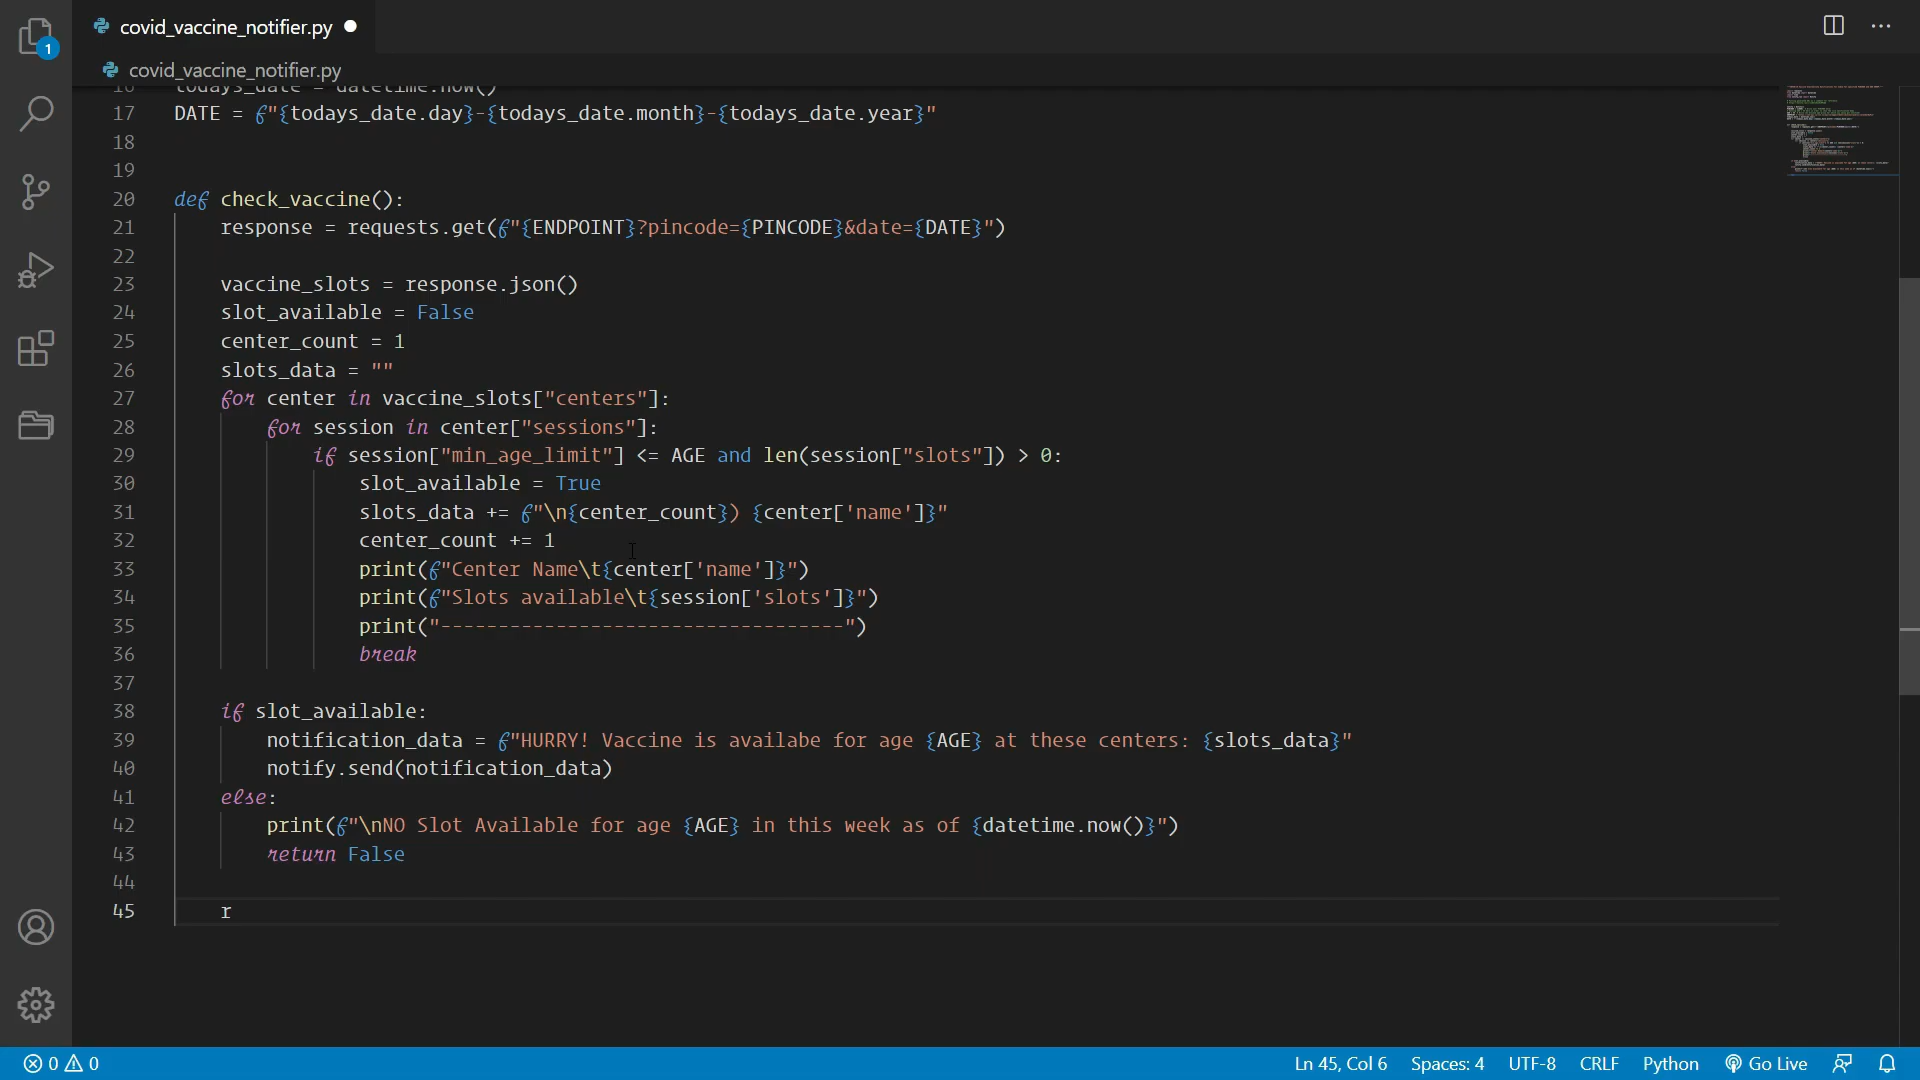 covid_vaccine_notifier.py
1
covid_vaccine_notifier.py
16 todays_date = datetime.now()
17 DATE = f"{todays_date.day}-{todays_date.month}-{todays_date.year}"
18
19
20 def check_vaccine():
21 response = requests.get(f"{ENDPOINT}?pincode={PINCODE}&date={DATE}")
22
23 vaccine_slots = response.json()
24 slot_available = False
25 center_count = 1
26 slots_data = ""
27 for center in vaccine_slots["centers"]:
28 for session in center["sessions"]:
29 if session["min_age_limit"] <= AGE and len(session["slots"]) > 0:
30 slot_available = True
31 slots_data += f"\n{center_count}) {center['name']}"
32 center_count += 1
33 print(f"Center Name\t{center['name']}")
34 print(f"Slots available\t{session['slots']}")
35 print("-----------------------------------")
36 break
37
38 if slot_available:
39 notification_data = f"HURRY! Vaccine is availabe for age {AGE} at these centers: {slots_data}"
40 notify.send(notification_data)
41 else:
42 print(f"\nNO Slot Available for age {AGE} in this week as of {datetime.now()}")
43 return False
44
45 r
0 0 Ln 45, Col 6 Spaces: 4 UTF-8 CRLF Python Go Live